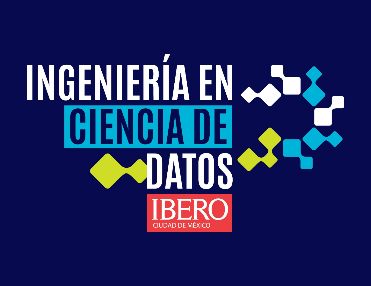 INGENIERÍA EN
CIENCIA DE
DATOS
IBERO
CIUDAD DE MÉXICO